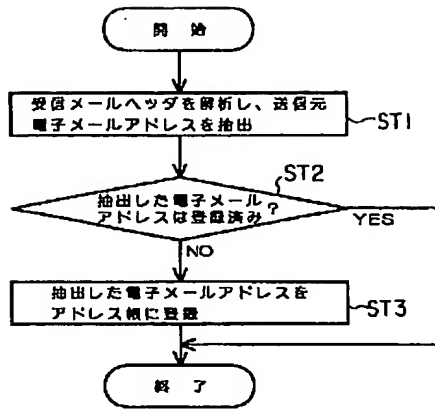 開始
受信メールヘッダを解析し、送信元
電子メールアドレスを抽出
ST1
ST2
抽出した電子メール
アドレスは登録済み？
YES
NO
抽出した電子メールアドレスを
アドレス帳に登録
ST3
終了